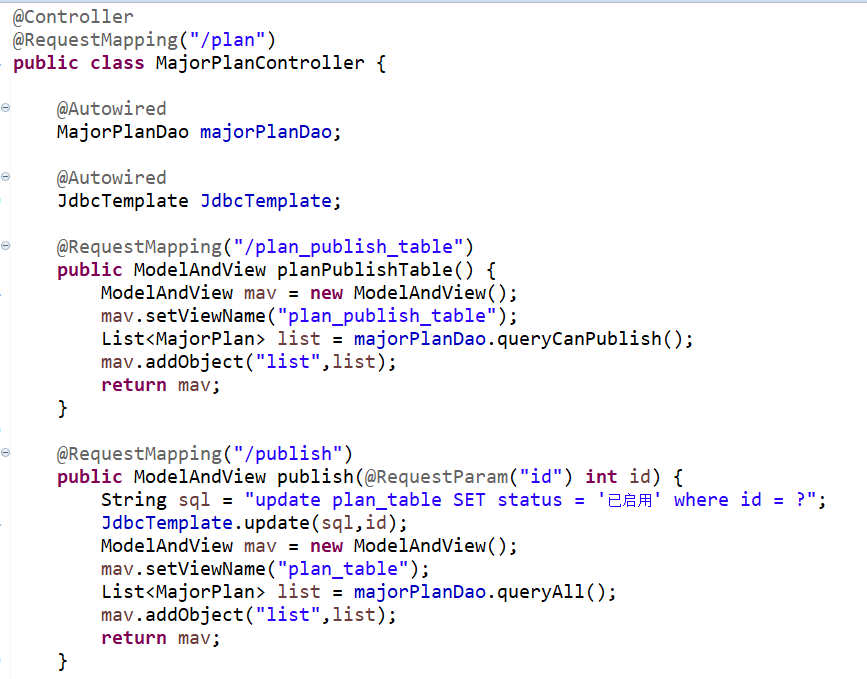 @Controller
@RequestMapping("/plan")
public class MajorPlanController {
@Autowired
MajorPlanDao majorPlanDao;
@Autowired
JdbcTemplate JdbcTemplate;
@RequestMapping("/plan_publish_table")
public ModelAndView planPublishTable() {
ModelAndView mav = new ModelAndView();
mav.setViewName("plan_publish_table");
List<MajorPlan> list = majorPlanDao.queryCanPublish();
mav.addObject("list",list);
return mav;
}
@RequestMapping("/publish")
public ModelAndView publish(@RequestParam("id") int id) {
String sql = "update plan_table SET status = '已启用' where id = ?";
JdbcTemplate.update(sql,id);
ModelAndView mav = new ModelAndView();
mav.setViewName("plan_table");
List<MajorPlan> list = majorPlanDao.queryAll();
mav.addObject("list",list);
return mav;
}